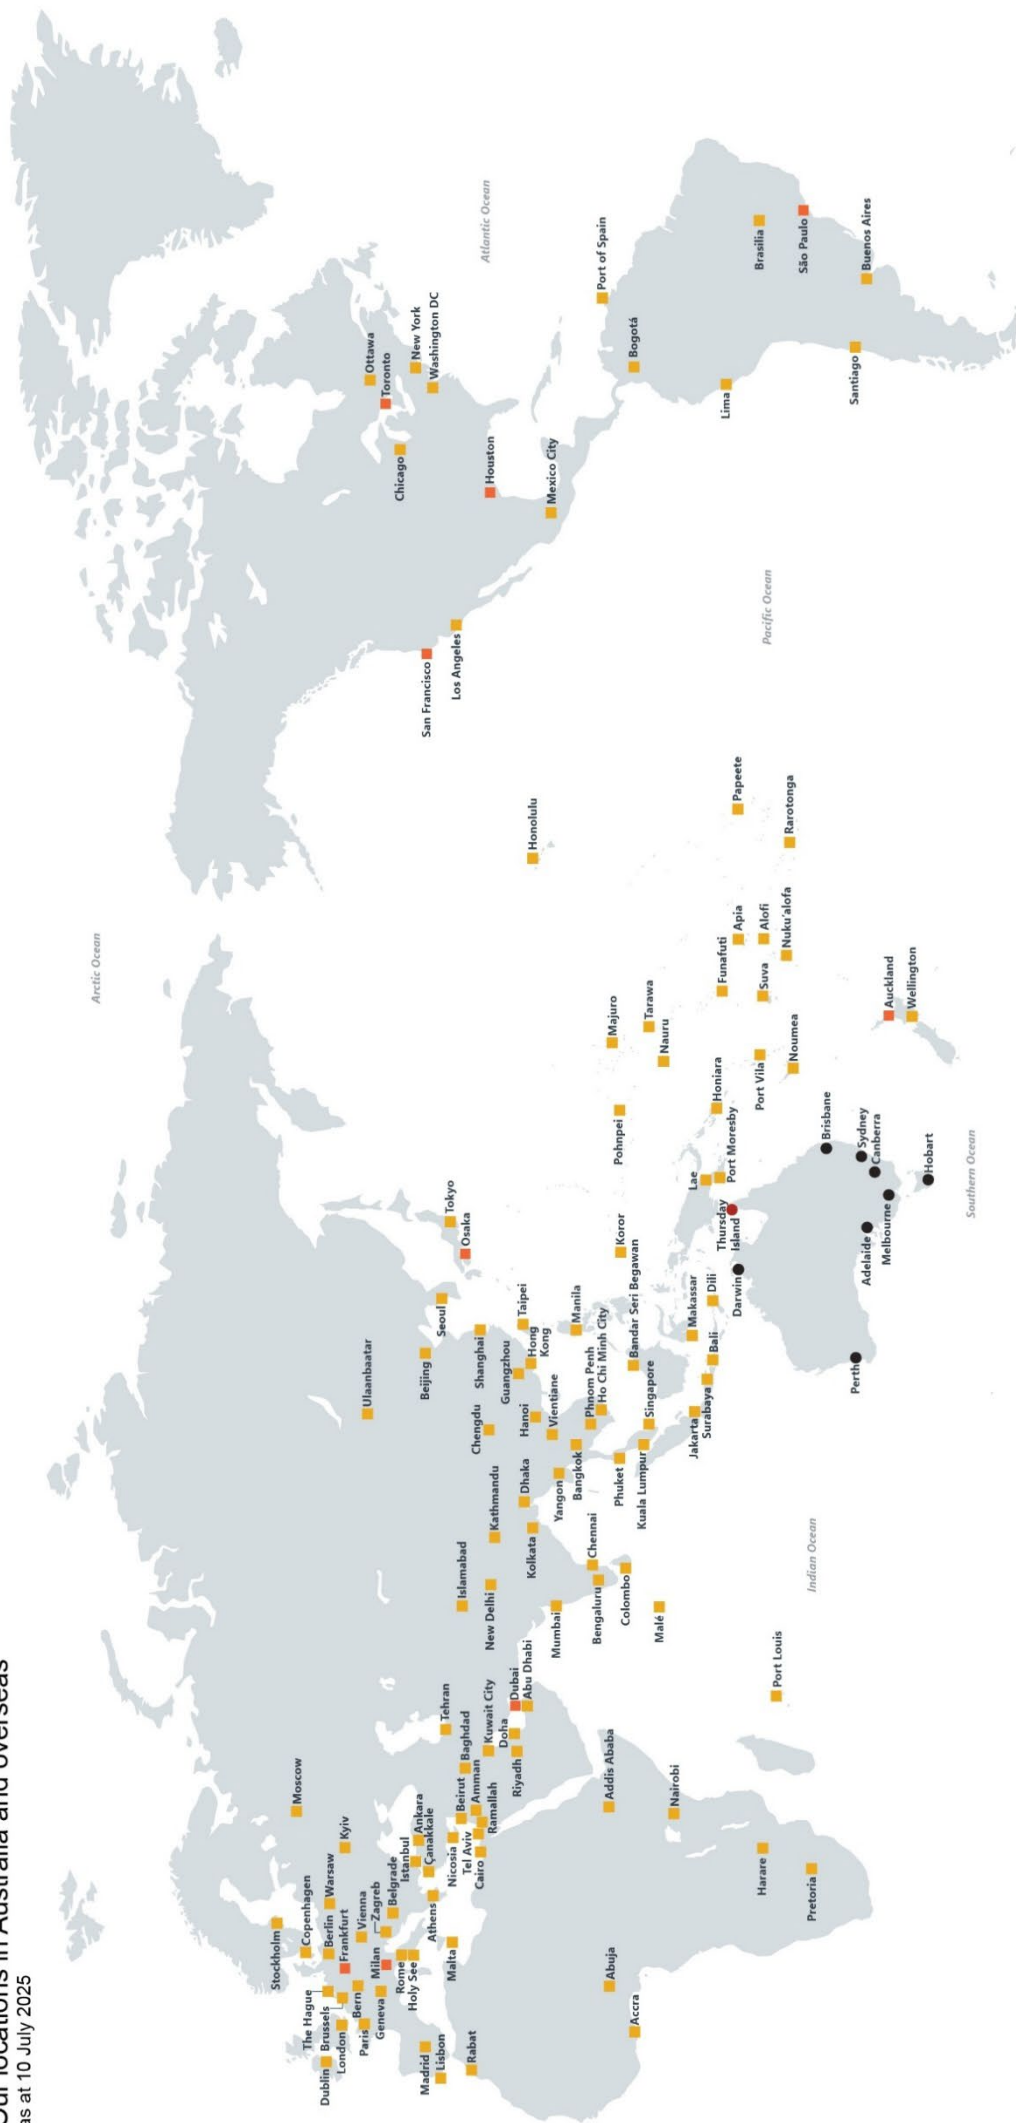 Our locations in Australia and overseas
as at 10 July 2025
Arctic Ocean
Atlantic Ocean
Pacific Ocean
Indian Ocean
Southern Ocean
Stockholm
Moscow
Copenhagen
The Hague
Dublin
Brussels
Berlin
Warsaw
London
Frankfurt
Kyiv
Paris
Bern
Vienna
Geneva
Milan
Zagreb
Belgrade
Rome
Holy See
Istanbul
Ankara
Çanakkale
Madrid
Lisbon
Athens
Malta
Rabat
Nicosia
Beirut
Tel Aviv
Amman
Cairo
Ramallah
Tehran
Baghdad
Kuwait City
Doha
Dubai
Riyadh
Abu Dhabi
Abuja
Accra
Addis Ababa
Nairobi
Harare
Pretoria
Port Louis
Ulaanbaatar
Beijing
Seoul
Tokyo
Osaka
Shanghai
Islamabad
New Delhi
Kathmandu
Chengdu
Guangzhou
Taipei
Hong
Kong
Dhaka
Kolkata
Hanoi
Vientiane
Mumbai
Yangon
Bangkok
Manila
Chennai
Bengaluru
Phnom Penh
Ho Chi Minh City
Colombo
Phuket
Bandar Seri Begawan
Koror
Malé
Kuala Lumpur
Singapore
Jakarta
Surabaya
Makassar
Bali
Dili
Pohnpei
Majuro
Tarawa
Nauru
Lae
Port Moresby
Honiara
Funafuti
Thursday
Island
Darwin
Port Vila
Suva
Apia
Alofi
Noumea
Nuku'alofa
Papeete
Rarotonga
Honolulu
Perth
Brisbane
Adelaide
Sydney
Canberra
Melbourne
Hobart
Auckland
Wellington
Ottawa
Toronto
Chicago
New York
Washington DC
San Francisco
Los Angeles
Houston
Mexico City
Port of Spain
Bogotá
Lima
Brasília
São Paulo
Santiago
Buenos Aires